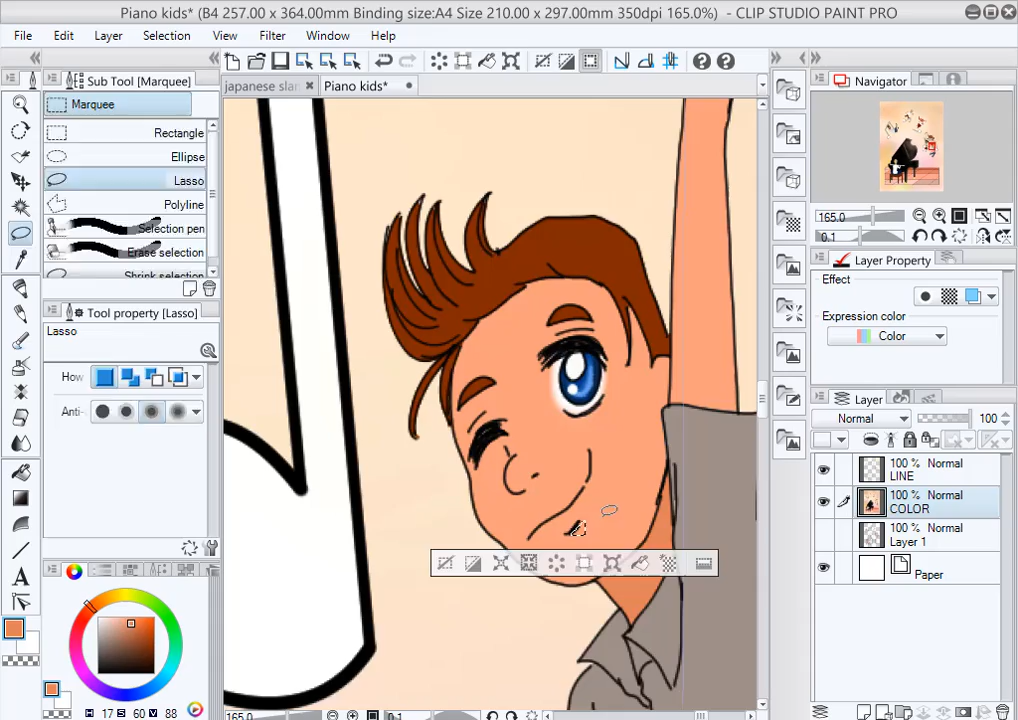 Piano kids* (B4 257.00 x 364.00mm Binding size:A4 Size 210.00 x 297.00mm 350dpi 165.0%) - CLIP STUDIO PAINT PRO
File Edit Layer Selection View Filter Window Help
Sub Tool [Marquee]
Marquee
Rectangle
Ellipse
Lasso
Polyline
Selection pen
Erase selection
Shrink selection
Tool property [Lasso]
Lasso
How
Anti-
H 17 S 60 V 88
japanese slan
Piano kids*
165.0 0.1
Navigator
165.0
0.1
Layer Property
Effect
Expression color
Color
Layer
Normal 100
100 % Normal
LINE
100 % Normal
COLOR
100 % Normal
Layer 1
Paper